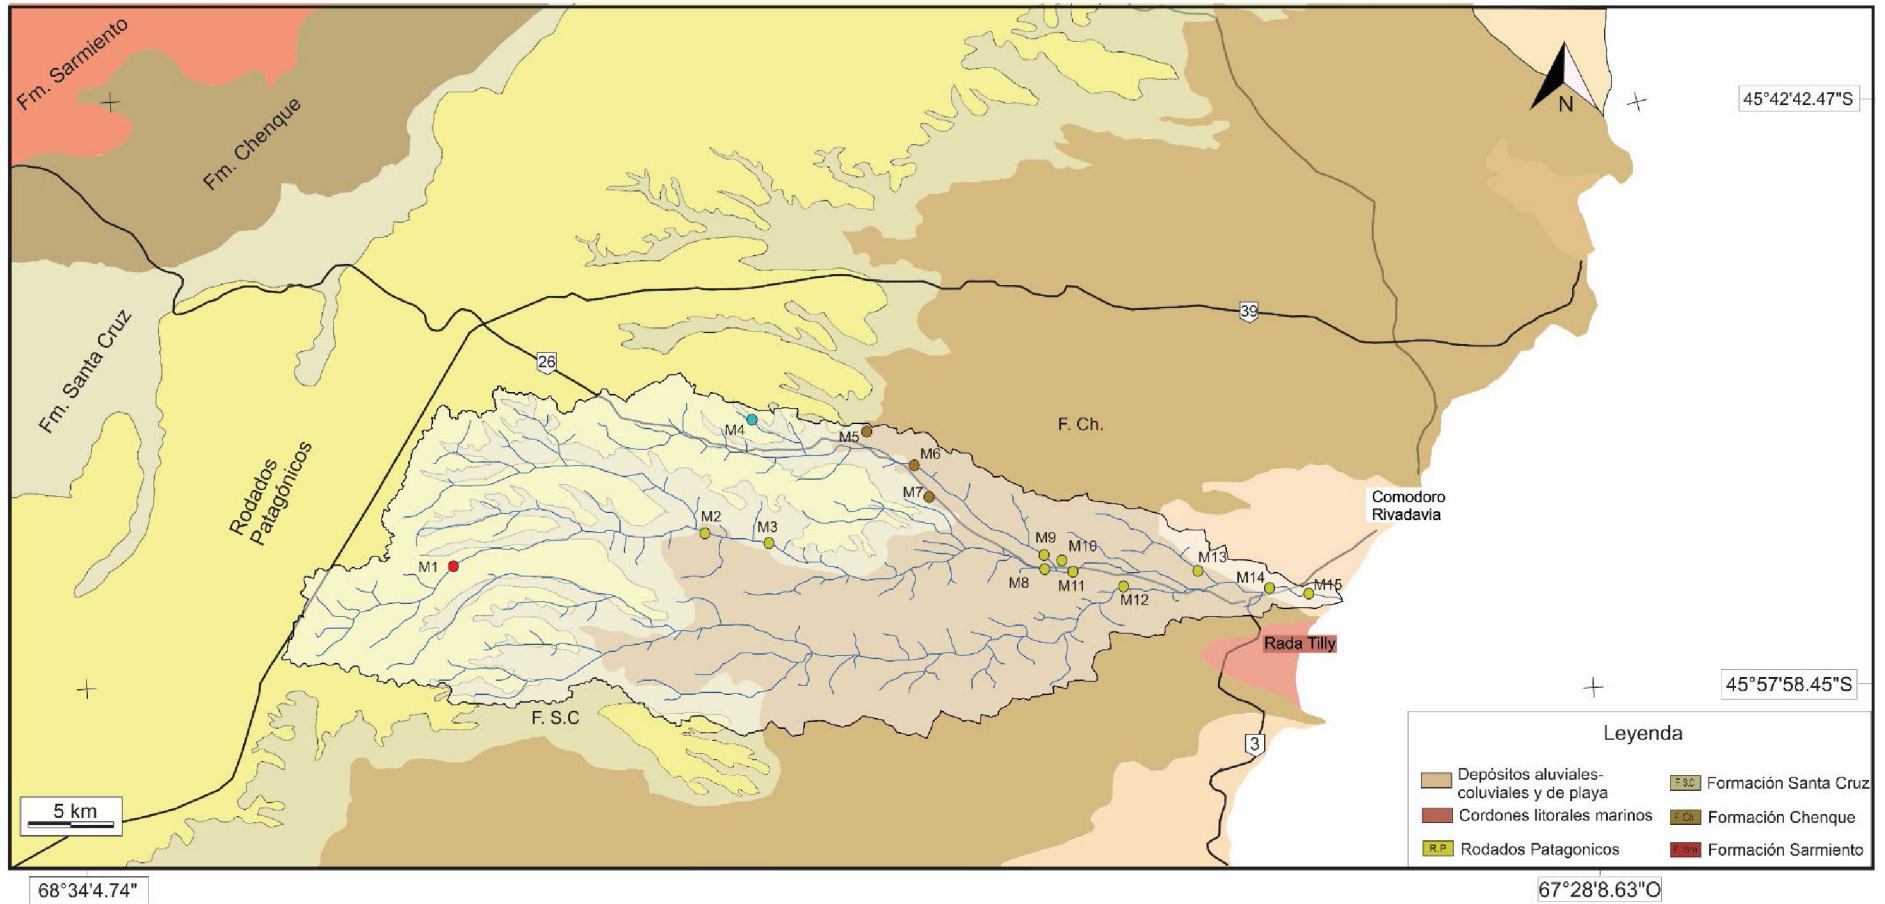 Fm. Sarmiento
Fm. Chenque
N
45°42'42.47"S
Fm. Santa Cruz
39
26
Rodados
Patagónicos
F. Ch.
M4
M5
M6
M7
Comodoro
Rivadavia
M2
M3
M1
M9
M10
M8
M11
M12
M13
M14
M15
Rada Tilly
45°57'58.45"S
F. S.C
3
5 km
Leyenda
Depósitos aluviales-
coluviales y de playa
Cordones litorales marinos
R.P
Rodados Patagonicos
F S.C
Formación Santa Cruz
F Ch
Formación Chenque
F. Sm
Formación Sarmiento
68°34'4.74"
67°28'8.63"O